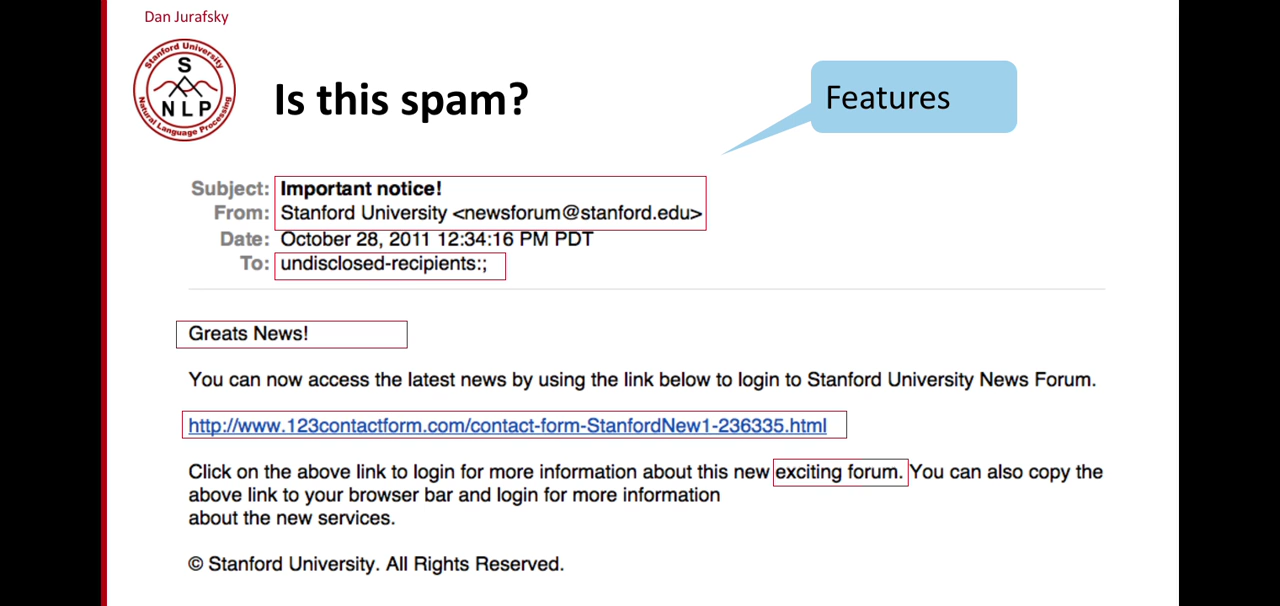 Dan Jurafsky
Stanford University
S
N L P
Natural Language Processing
Is this spam?
Features
Subject: Important notice!
From: Stanford University <newsforum@stanford.edu>
Date: October 28, 2011 12:34:16 PM PDT
To: undisclosed-recipients:;
Greats News!
You can now access the latest news by using the link below to login to Stanford University News Forum.
http://www.123contactform.com/contact-form-StanfordNew1-236335.html
Click on the above link to login for more information about this new exciting forum. You can also copy the
above link to your browser bar and login for more information
about the new services.
© Stanford University. All Rights Reserved.